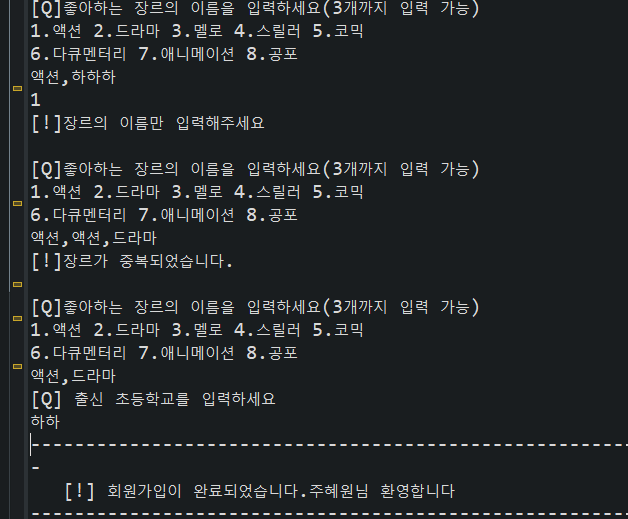 [Q]좋아하는 장르의 이름을 입력하세요(3개까지 입력 가능)
1.액션 2.드라마 3.멜로 4.스릴러 5.코믹
6.다큐멘터리 7.애니메이션 8.공포
액션,하하하
1
[!]장르의 이름만 입력해주세요
[Q]좋아하는 장르의 이름을 입력하세요(3개까지 입력 가능)
1.액션 2.드라마 3.멜로 4.스릴러 5.코믹
6.다큐멘터리 7.애니메이션 8.공포
액션,액션,드라마
[!]장르가 중복되었습니다.
[Q]좋아하는 장르의 이름을 입력하세요(3개까지 입력 가능)
1.액션 2.드라마 3.멜로 4.스릴러 5.코믹
6.다큐멘터리 7.애니메이션 8.공포
액션,드라마
[Q] 출신 초등학교를 입력하세요
하하
-------------------------------------------------------
-
[!] 회원가입이 완료되었습니다.주혜원님 환영합니다
-------------------------------------------------------